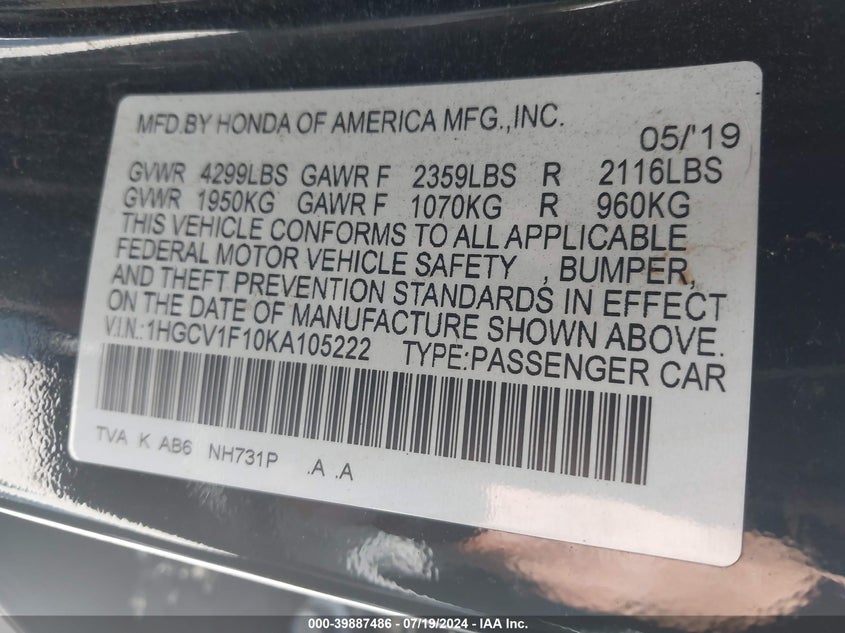 MFD.BY HONDA OF AMERICA MFG.,INC.
05/'19
GVWR 4299LBS GAWR F 2359LBS R 2116LBS
GVWR 1950KG GAWR F 1070KG R 960KG
THIS VEHICLE CONFORMS TO ALL APPLICABLE
FEDERAL MOTOR VEHICLE SAFETY , BUMPER,
AND THEFT PREVENTION STANDARDS IN EFFECT
ON THE DATE OF MANUFACTURE SHOWN ABOVE.
V.I.N.:1HGCV1F10KA105222 TYPE:PASSENGER CAR
TVA K AB6 NH731P .A .A
000-39887486 - 07/19/2024 - IAA Inc.